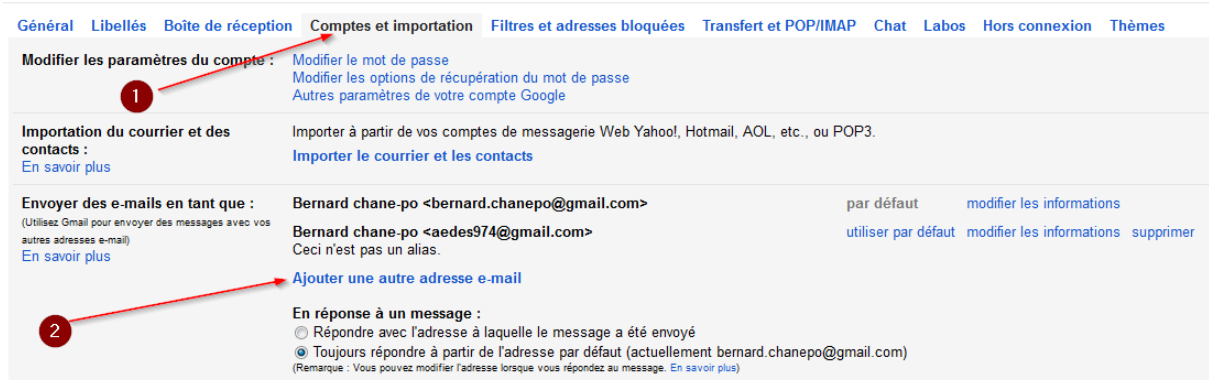 Général Libellés Boîte de réception Comptes et importation Filtres et adresses bloquées Transfert et POP/IMAP Chat Labos Hors connexion Thèmes
Modifier les paramètres du compte : Modifier le mot de passe
Modifier les options de récupération du mot de passe
Autres paramètres de votre compte Google
1
Importation du courrier et des Importer à partir de vos comptes de messagerie Web Yahoo!, Hotmail, AOL, etc., ou POP3.
contacts :
En savoir plus Importer le courrier et les contacts
Envoyer des e-mails en tant que : Bernard chane-po <bernard.chanepo@gmail.com> par défaut modifier les informations
(Utilisez Gmail pour envoyer des messages avec vos
autres adresses e-mail) Bernard chane-po <aedes974@gmail.com> utiliser par défaut modifier les informations supprimer
En savoir plus Ceci n'est pas un alias.
Ajouter une autre adresse e-mail
2
En réponse à un message :
Répondre avec l'adresse à laquelle le message a été envoyé
Toujours répondre à partir de l'adresse par défaut (actuellement bernard.chanepo@gmail.com)
(Remarque : Vous pouvez modifier l'adresse lorsque vous répondez au message. En savoir plus)